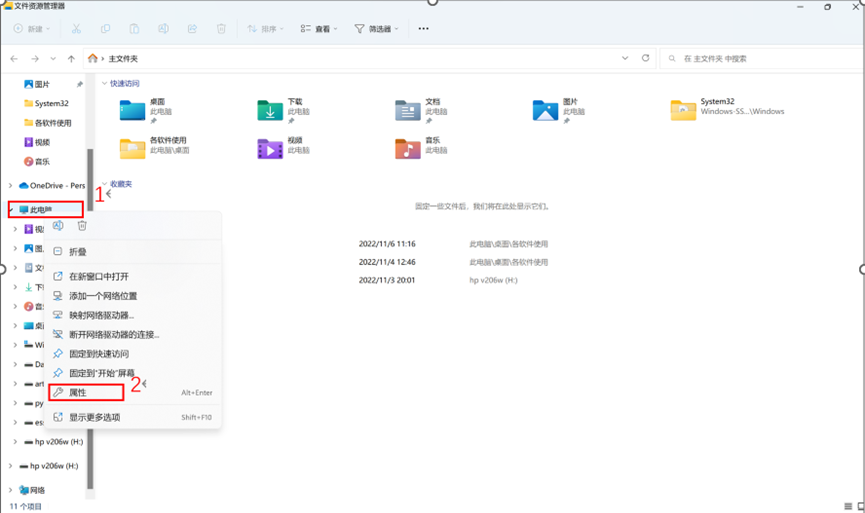 文件资源管理器
新建
排序
查看
筛选器
主文件夹
在 主文件夹 中搜索
图片
System32
各软件使用
视频
音乐
OneDrive - Pers
此电脑
1
快速访问
桌面
此电脑
下载
此电脑
文档
此电脑
图片
此电脑
System32
Windows-SS...\Windows
各软件使用
此电脑\桌面
视频
此电脑
音乐
此电脑
收藏夹
固定一些文件后，我们将在此处显示它们。
2022/11/6 11:16
此电脑\桌面\各软件使用
2022/11/4 12:46
此电脑\桌面\各软件使用
2022/11/3 20:01
hp v206w (H:)
折叠
在新窗口中打开
添加一个网络位置
映射网络驱动器...
断开网络驱动器的连接...
固定到快速访问
固定到"开始"屏幕
2
属性
Alt+Enter
显示更多选项
Shift+F10
视
图
文
下
音
桌面
Wi
Da
art
py
ess
hp v206w (H:)
hp v206w (H:)
网络
11 个项目